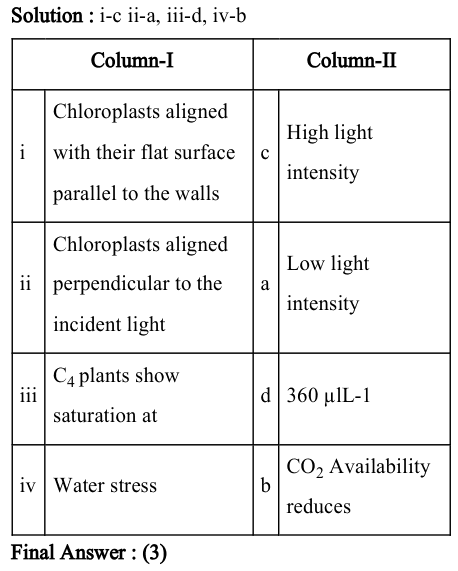 Solution : i-c ii-a, iii-d, iv-b
Column-I Column-II
Chloroplasts aligned
i with their flat surface c High light
parallel to the walls intensity
Chloroplasts aligned
ii perpendicular to the a Low light
incident light intensity
iii C₄ plants show d 360 µlL-1
saturation at
iv Water stress b CO₂ Availability
reduces
Final Answer : (3)